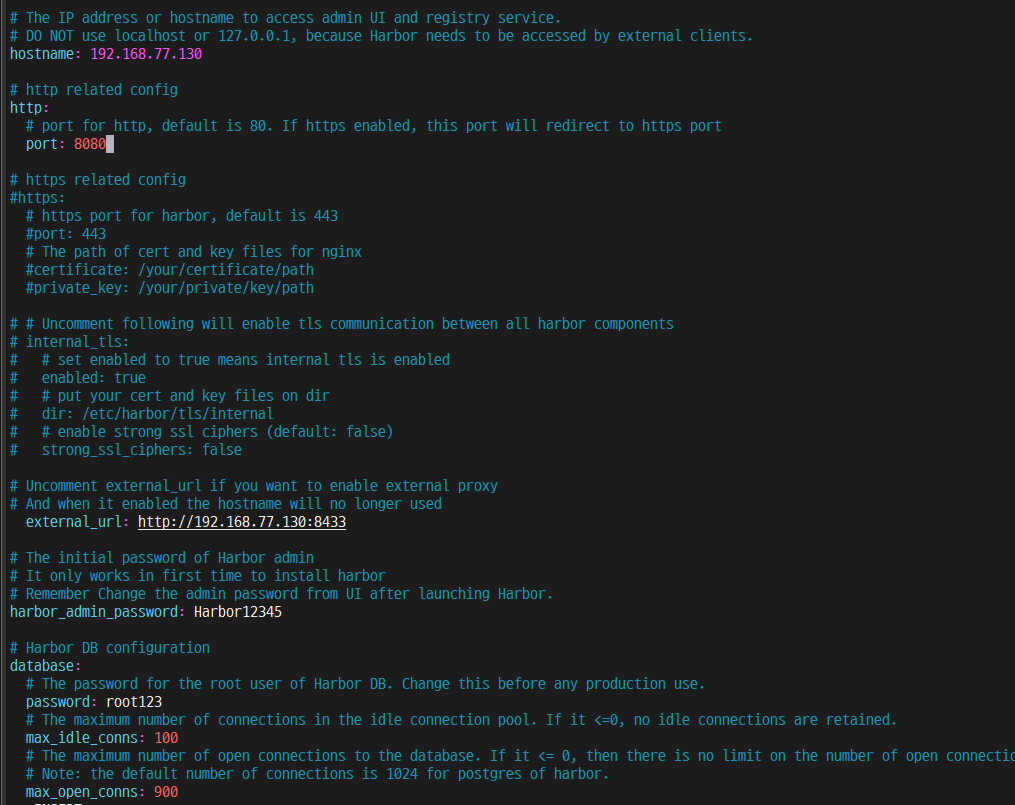 # The IP address or hostname to access admin UI and registry service.
# DO NOT use localhost or 127.0.0.1, because Harbor needs to be accessed by external clients.
hostname: 192.168.77.130

# http related config
http:
  # port for http, default is 80. If https enabled, this port will redirect to https port
  port: 8080

# https related config
#https:
  # https port for harbor, default is 443
  #port: 443
  # The path of cert and key files for nginx
  #certificate: /your/certificate/path
  #private_key: /your/private/key/path

# # Uncomment following will enable tls communication between all harbor components
# internal_tls:
#   # set enabled to true means internal tls is enabled
#   enabled: true
#   # put your cert and key files on dir
#   dir: /etc/harbor/tls/internal
#   # enable strong ssl ciphers (default: false)
#   strong_ssl_ciphers: false

# Uncomment external_url if you want to enable external proxy
# And when it enabled the hostname will no longer used
  external_url: http://192.168.77.130:8433

# The initial password of Harbor admin
# It only works in first time to install harbor
# Remember Change the admin password from UI after launching Harbor.
harbor_admin_password: Harbor12345

# Harbor DB configuration
database:
  # The password for the root user of Harbor DB. Change this before any production use.
  password: root123
  # The maximum number of connections in the idle connection pool. If it <=0, no idle connections are retained.
  max_idle_conns: 100
  # The maximum number of open connections to the database. If it <= 0, then there is no limit on the number of open
  # Note: the default number of connections is 1024 for postgres of harbor.
  max_open_conns: 900